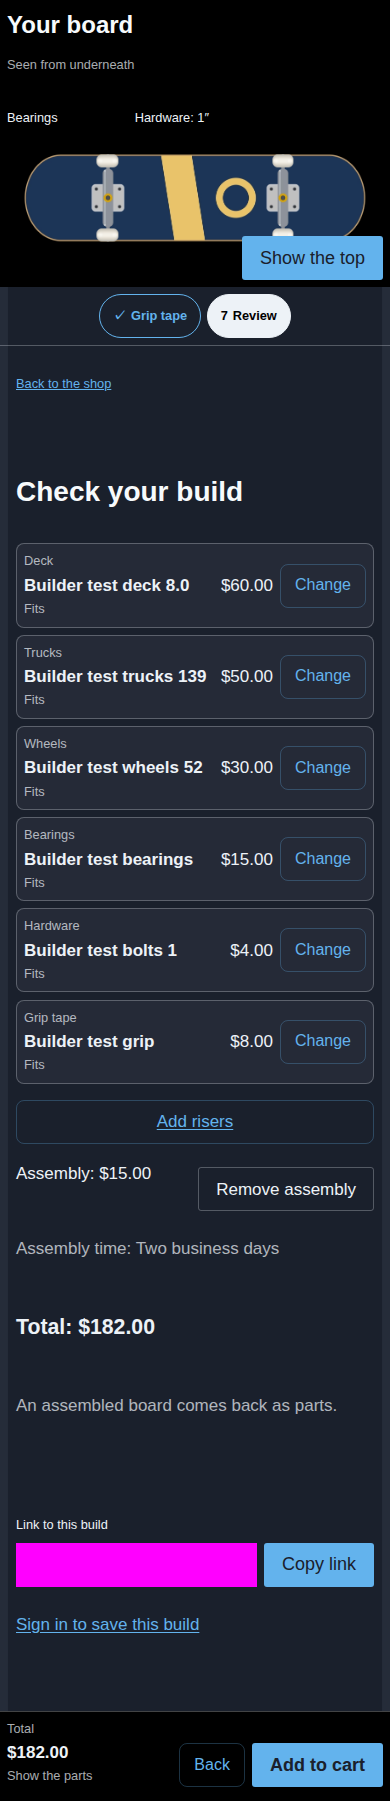 Your board
Seen from underneath
Bearings
Hardware: 1″
Show the top
✓ Grip tape
7 Review
Back to the shop
Check your build
Deck
Builder test deck 8.0
$60.00
Change
Fits
Trucks
Builder test trucks 139
$50.00
Change
Fits
Wheels
Builder test wheels 52
$30.00
Change
Fits
Bearings
Builder test bearings
$15.00
Change
Fits
Hardware
Builder test bolts 1
$4.00
Change
Fits
Grip tape
Builder test grip
$8.00
Change
Fits
Add risers
Assembly: $15.00
Remove assembly
Assembly time: Two business days
Total: $182.00
An assembled board comes back as parts.
Link to this build
Copy link
Sign in to save this build
Total
$182.00
Show the parts
Back
Add to cart